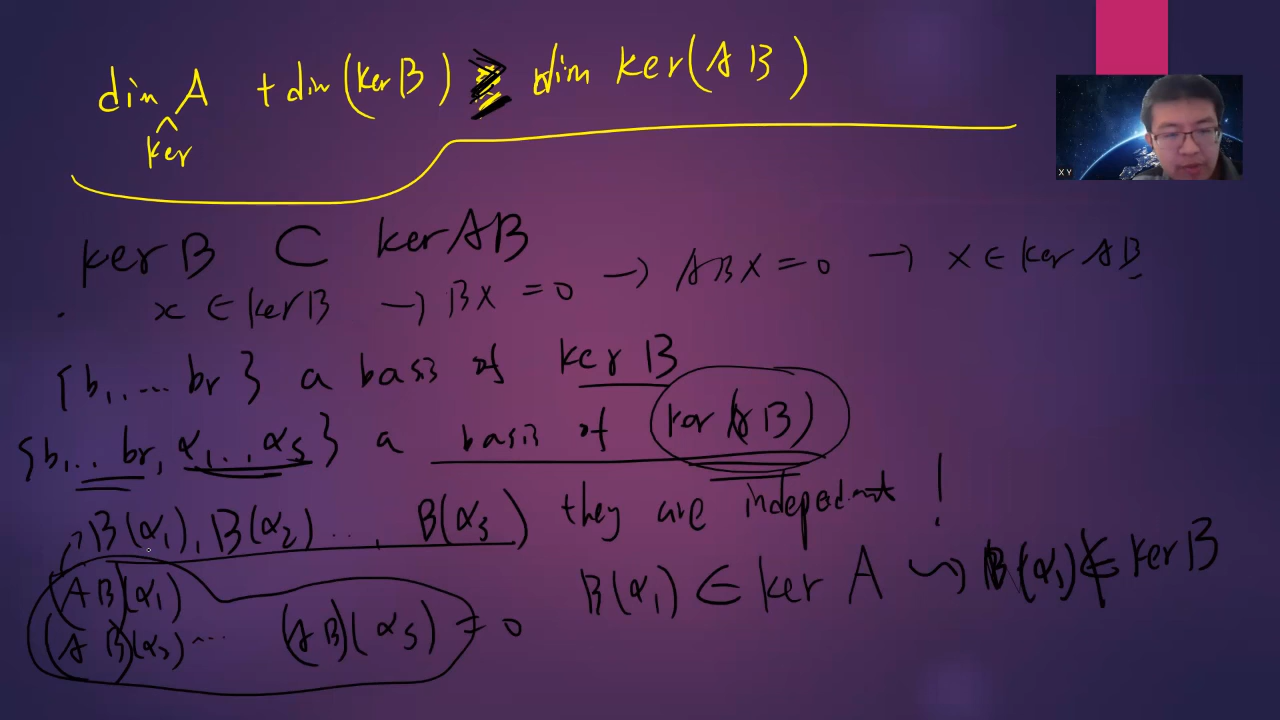 dim A + dim (ker B) ≥ dim ker(AB)
ker
ker B ⊂ ker AB
x ∈ ker B → Bx = 0 → ABx = 0 → x ∈ ker AB
{b1, ... br} a basis of ker B
{b1... br, α1... αs} a basis of ker(AB)
B(α1), B(α2) ..., B(αs) they are independent !
B(α1) ∈ ker A ↝ B(α1) ∉ ker B
(AB)(α1)
(AB)(α2) ... (AB)(αs) = 0
X Y